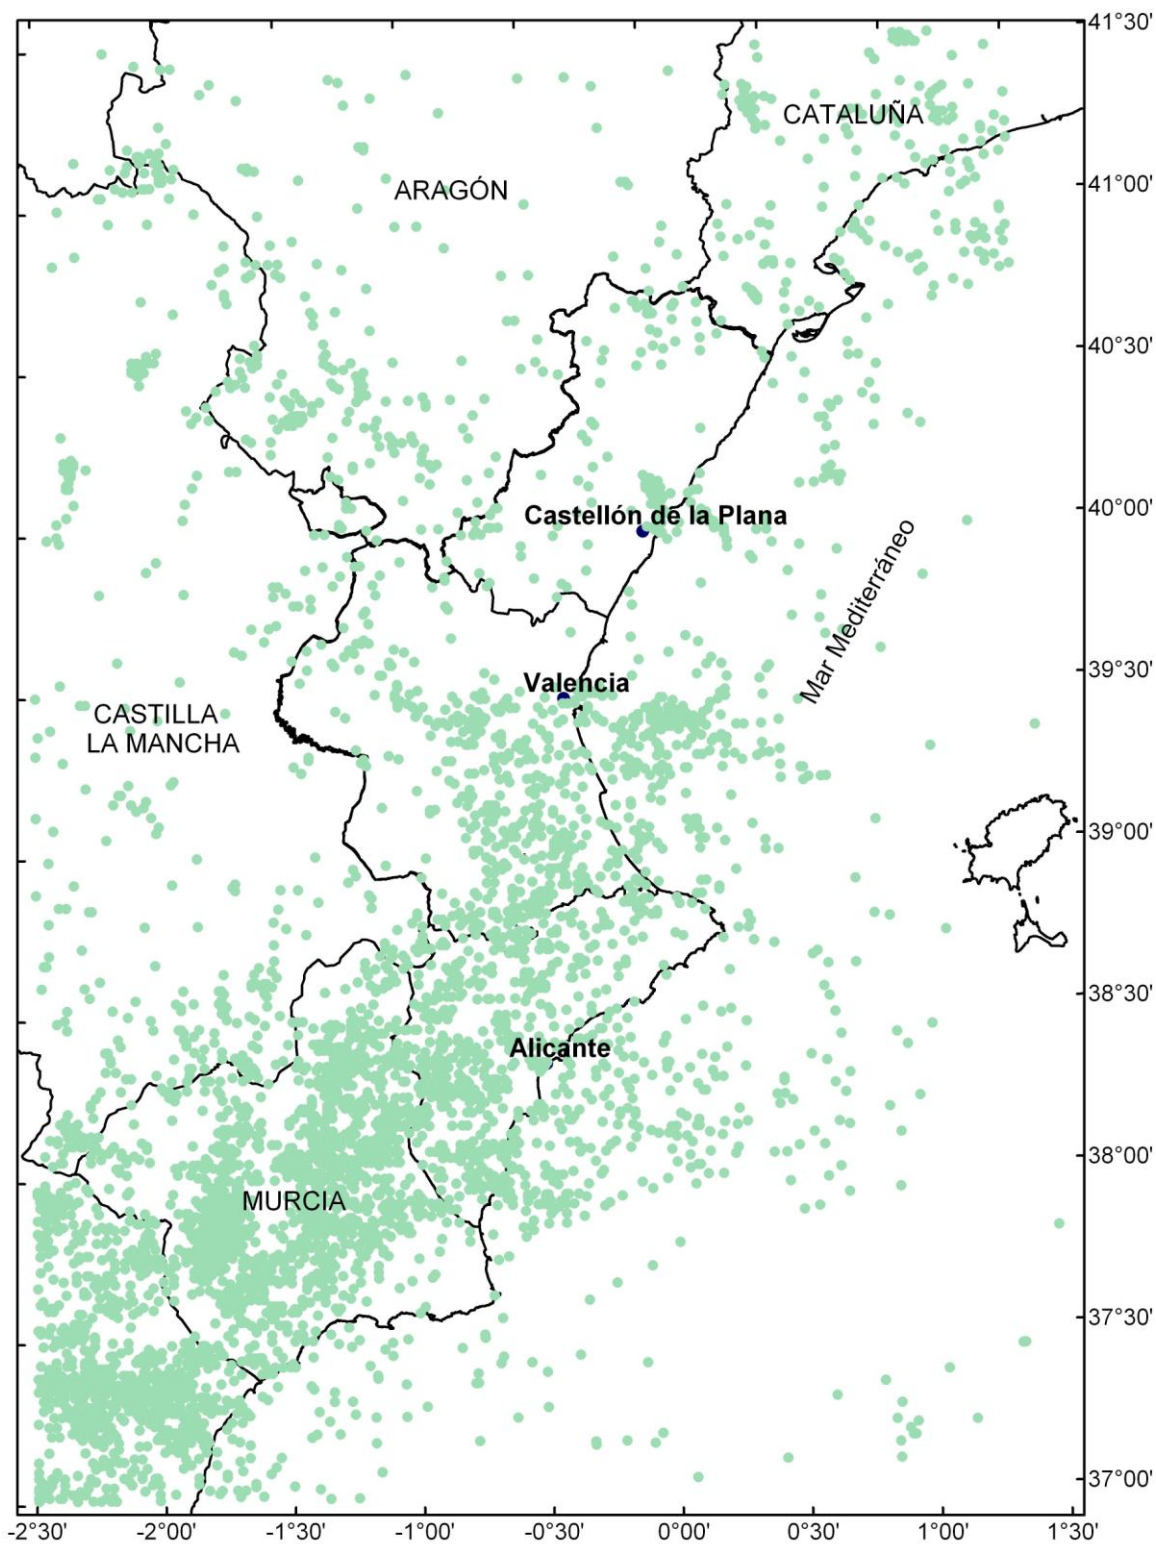 41°30'
CATALUÑA
ARAGÓN
41°00'
40°30'
40°00'
Castellón de la Plana
Mar Mediterráneo
39°30'
Valencia
CASTILLA
LA MANCHA
39°00'
38°30'
Alicante
38°00'
MURCIA
37°30'
37°00'
-2°30' -2°00' -1°30' -1°00' -0°30' 0°00' 0°30' 1°00' 1°30'